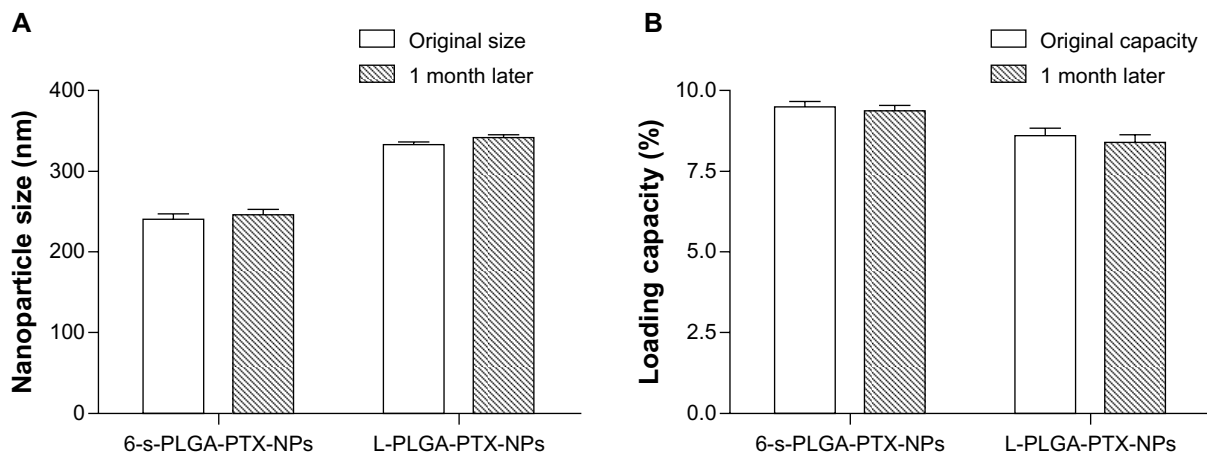 A
Original size
1 month later
Nanoparticle size (nm)
400
300
200
100
0
6-s-PLGA-PTX-NPs
L-PLGA-PTX-NPs
B
Original capacity
1 month later
Loading capacity (%)
10.0
7.5
5.0
2.5
0.0
6-s-PLGA-PTX-NPs
L-PLGA-PTX-NPs